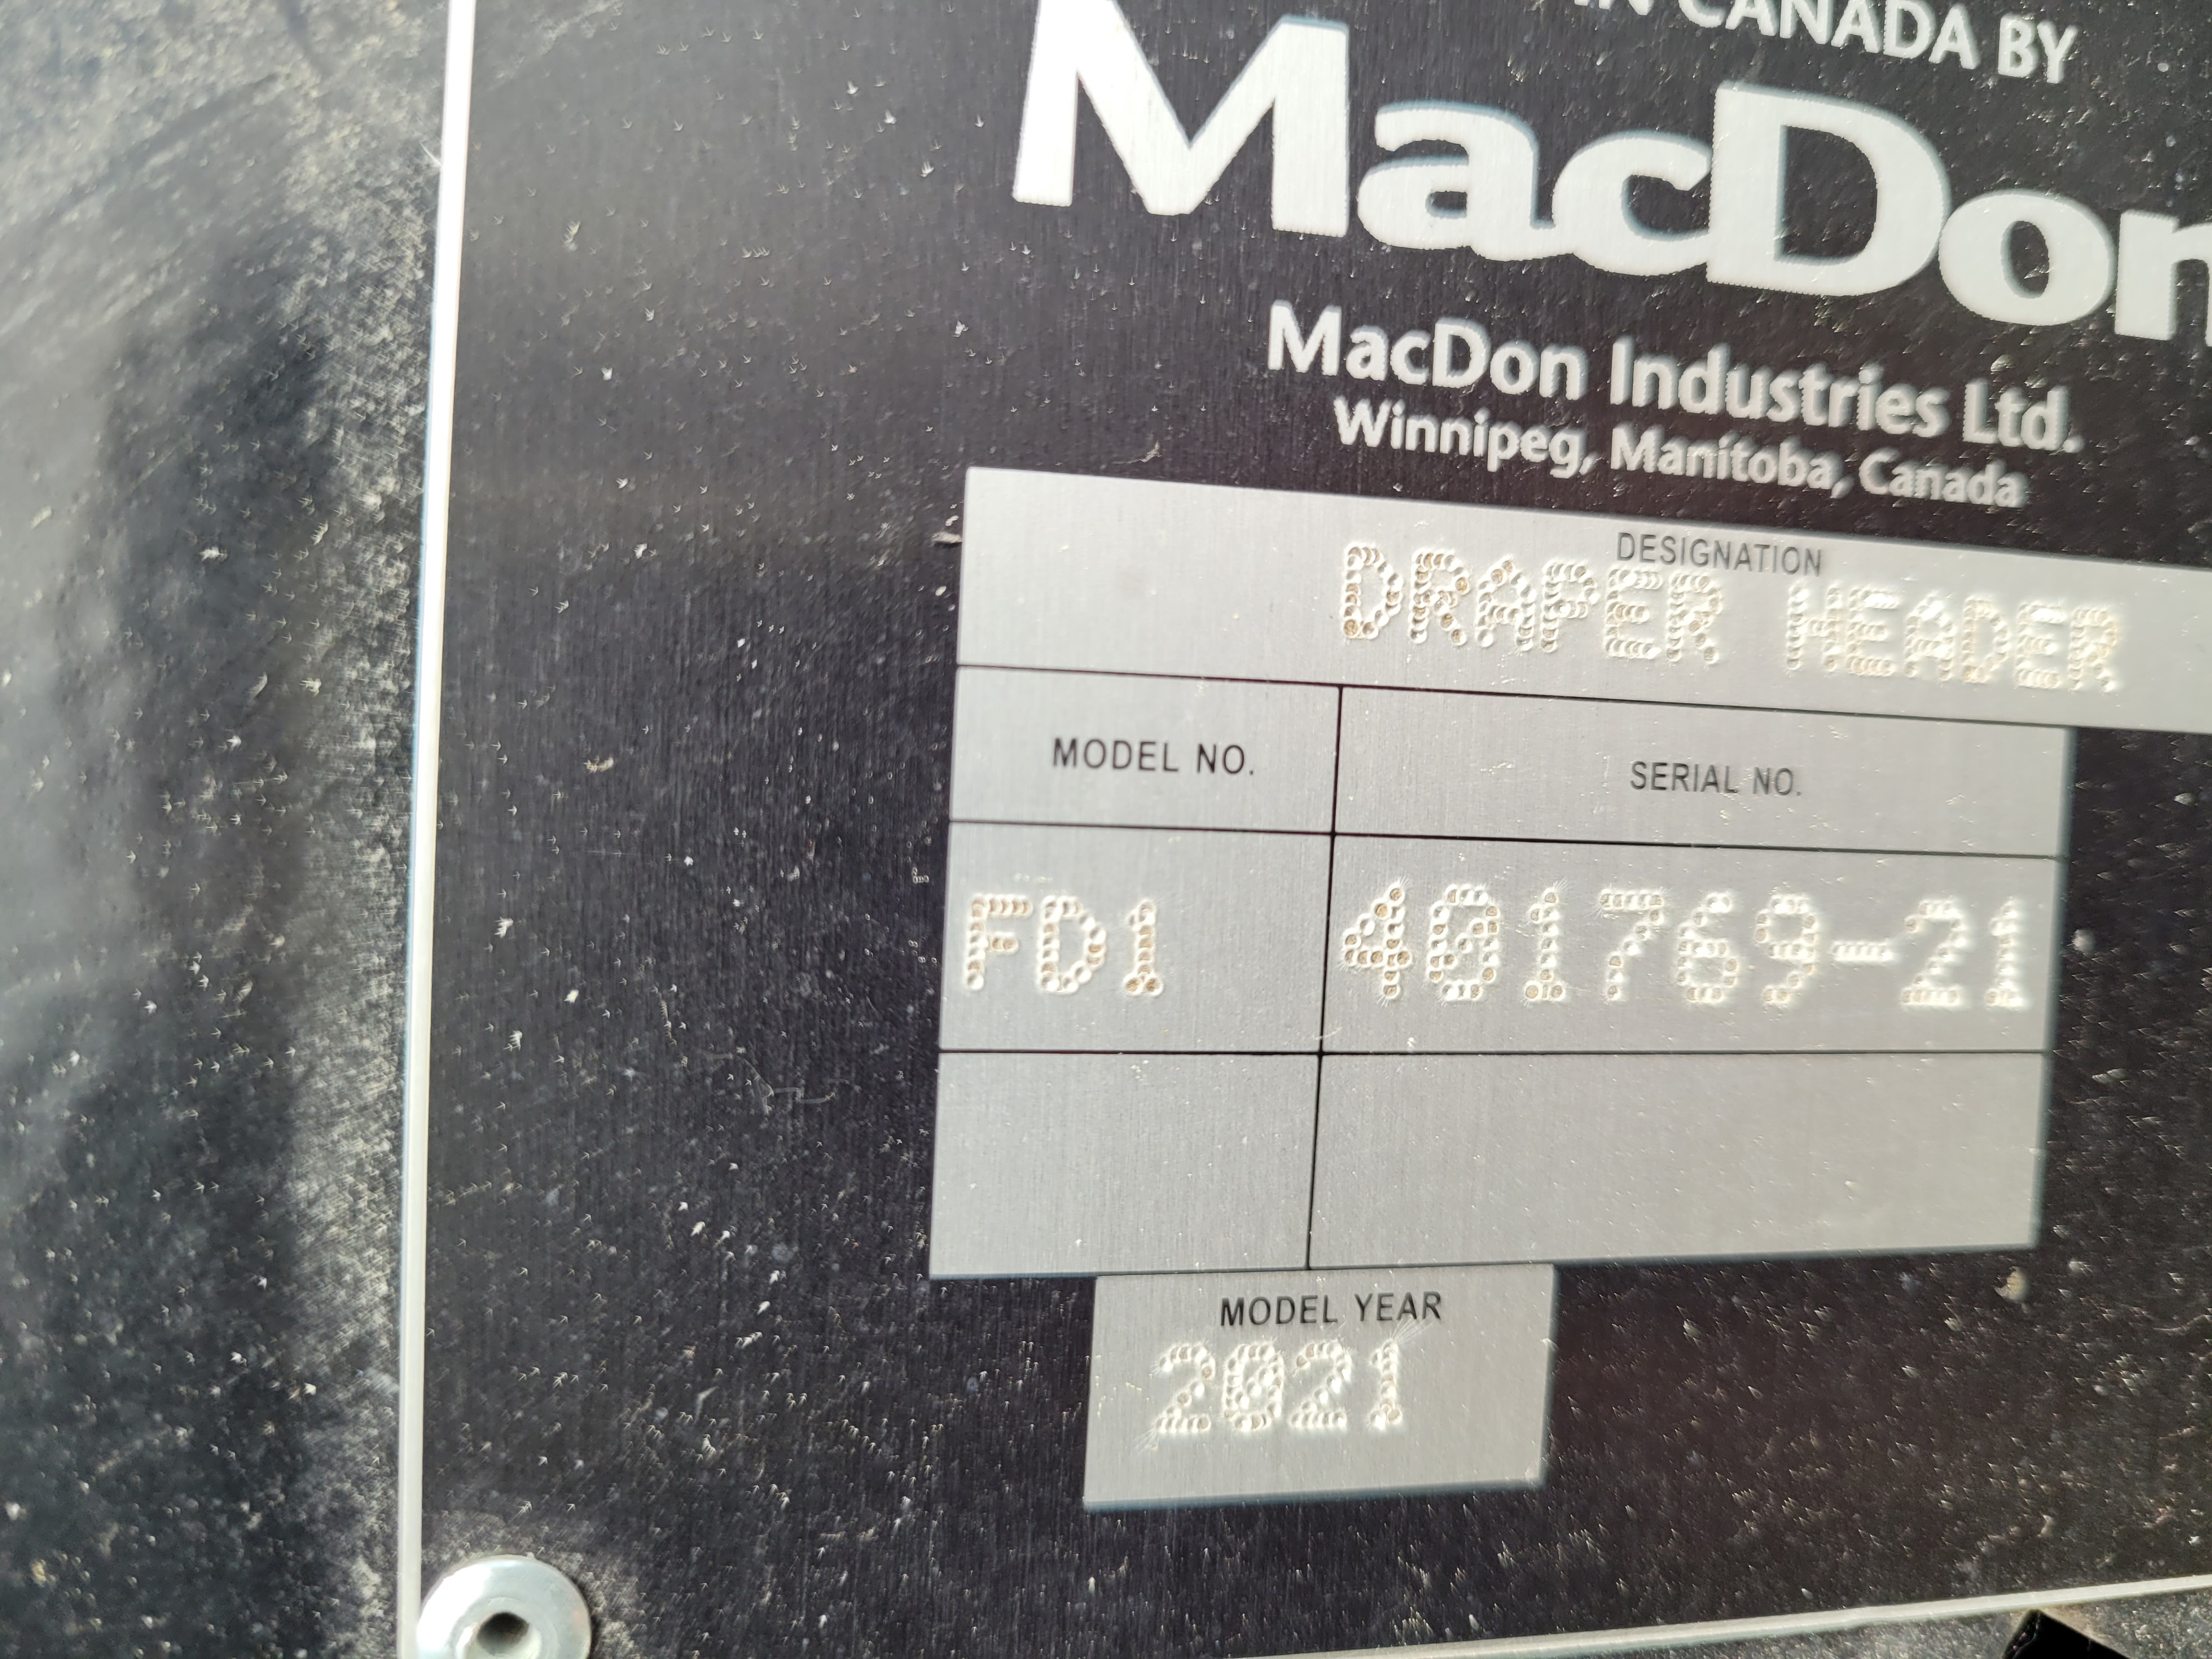 IN CANADA BY
MacDon
MacDon Industries Ltd.
Winnipeg, Manitoba, Canada
DESIGNATION
DRAPER HEADER
MODEL NO. SERIAL NO.
FD1 401769-21
MODEL YEAR
2021